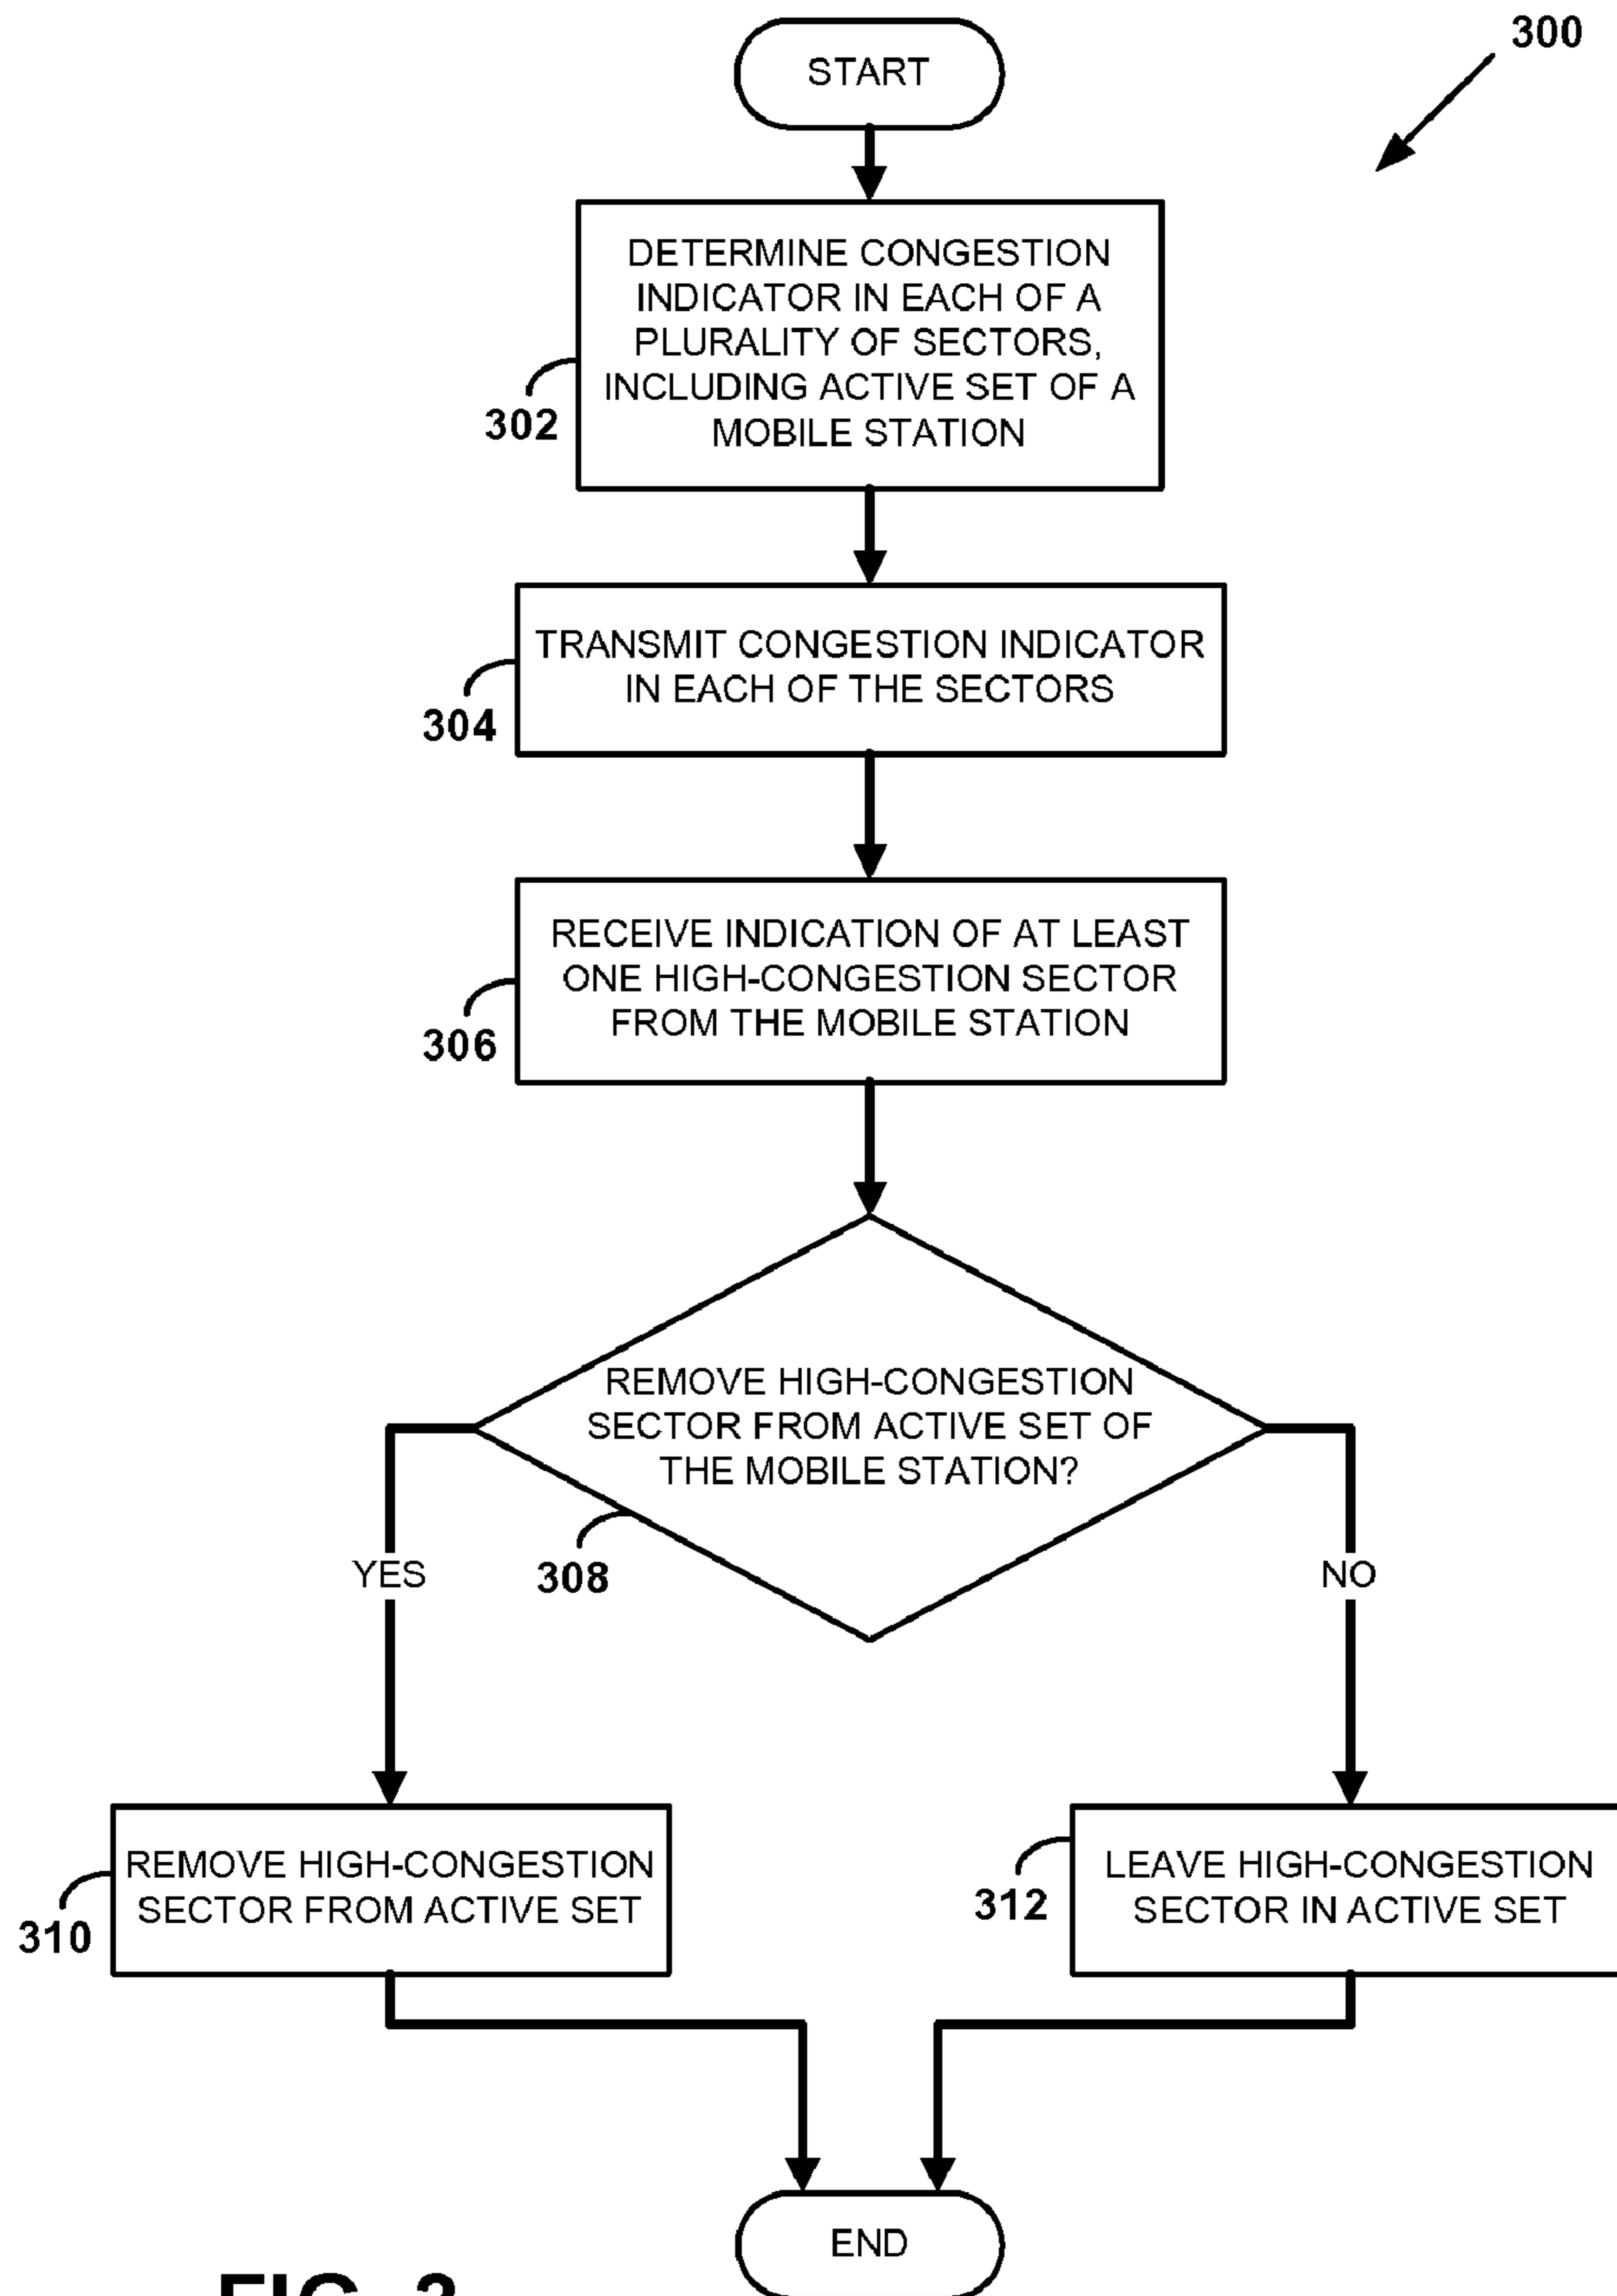 300
START
DETERMINE CONGESTION
INDICATOR IN EACH OF A
PLURALITY OF SECTORS,
INCLUDING ACTIVE SET OF A
MOBILE STATION
302
TRANSMIT CONGESTION INDICATOR
IN EACH OF THE SECTORS
304
RECEIVE INDICATION OF AT LEAST
ONE HIGH-CONGESTION SECTOR
FROM THE MOBILE STATION
306
REMOVE HIGH-CONGESTION
SECTOR FROM ACTIVE SET OF
THE MOBILE STATION?
308
YES
NO
REMOVE HIGH-CONGESTION
SECTOR FROM ACTIVE SET
310
LEAVE HIGH-CONGESTION
SECTOR IN ACTIVE SET
312
END